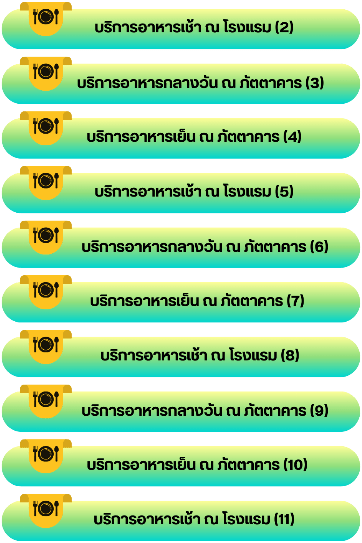 บริการอาหารเช้า ณ โรงแรม (2)
บริการอาหารกลางวัน ณ ภัตตาคาร (3)
บริการอาหารเย็น ณ ภัตตาคาร (4)
บริการอาหารเช้า ณ โรงแรม (5)
บริการอาหารกลางวัน ณ ภัตตาคาร (6)
บริการอาหารเย็น ณ ภัตตาคาร (7)
บริการอาหารเช้า ณ โรงแรม (8)
บริการอาหารกลางวัน ณ ภัตตาคาร (9)
บริการอาหารเย็น ณ ภัตตาคาร (10)
บริการอาหารเช้า ณ โรงแรม (11)